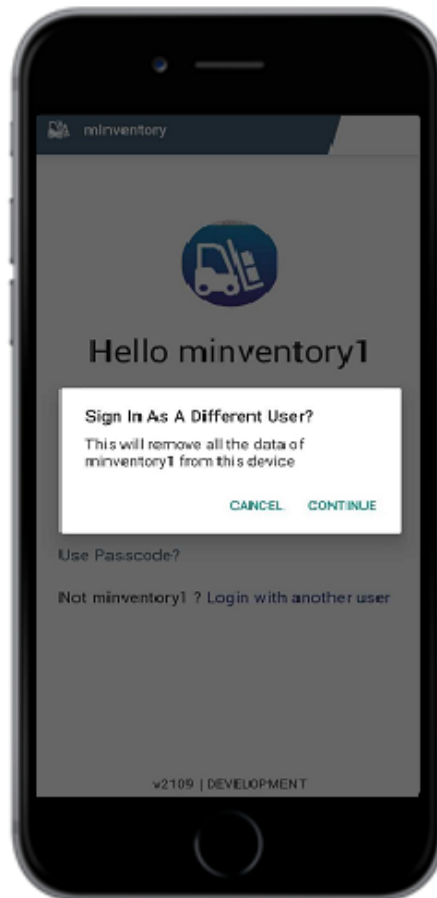 mInventory
Hello minventory1
Sign In As A Different User?
This will remove all the data of
minventory1 from this device
CANCEL CONTINUE
Use Passcode?
Not minventory1 ? Login with another user
v2109 | DEVELOPMENT